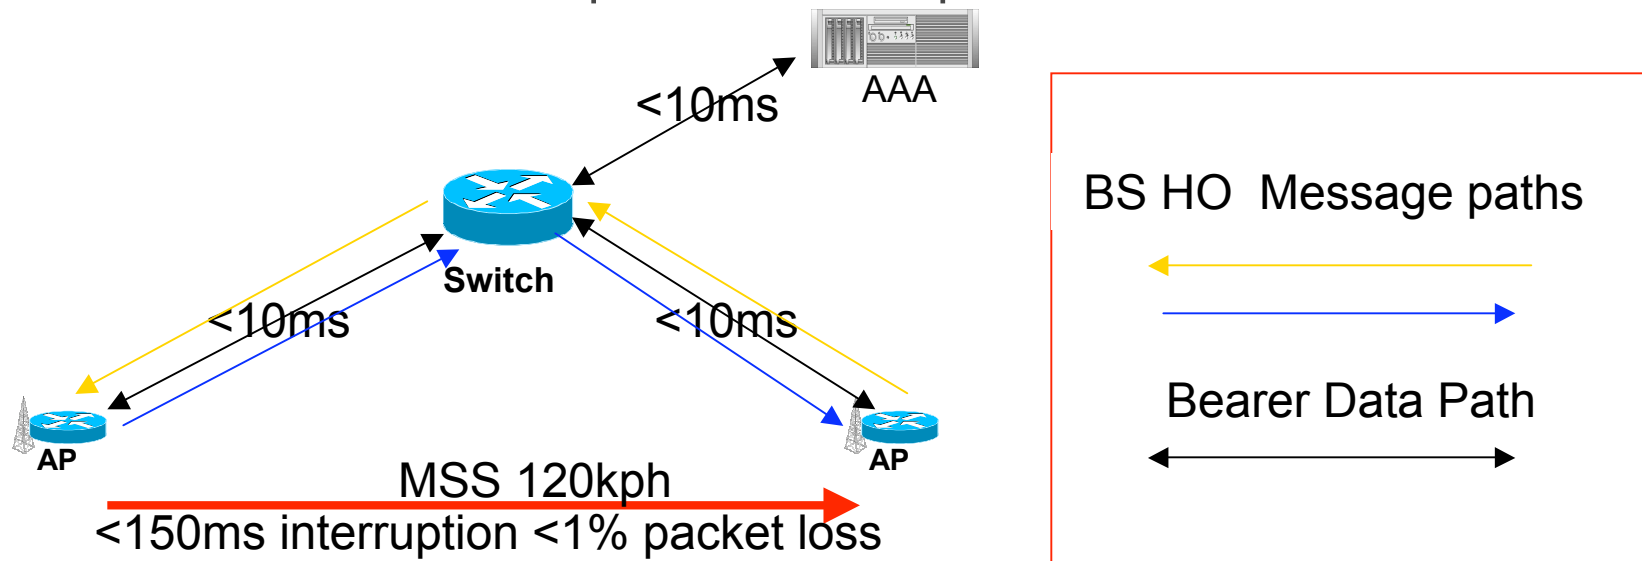 AAA
<10ms
BS HO Message paths
Switch
<10ms
<10ms
Bearer Data Path
AP
AP
MSS 120kph
<150ms interruption <1% packet loss